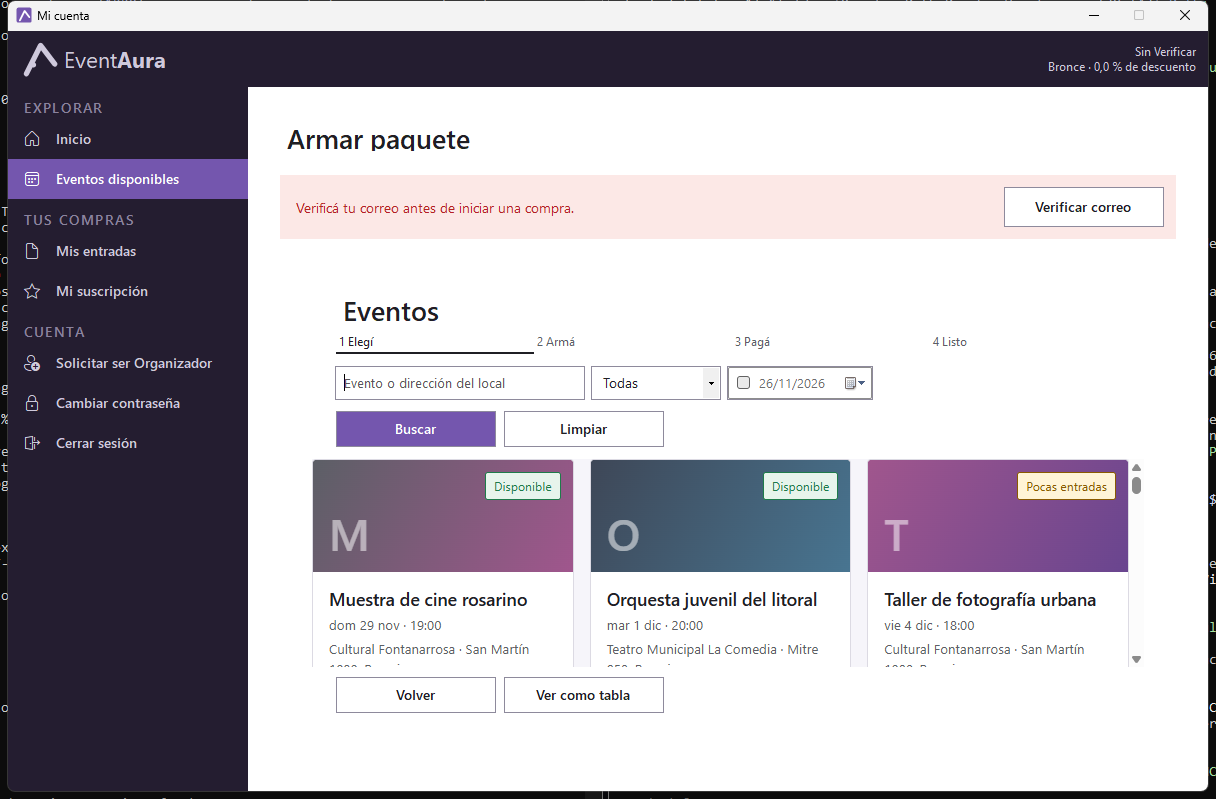 Mi cuenta
EventAura
Sin Verificar
Bronce · 0,0 % de descuento
EXPLORAR
Inicio
Eventos disponibles
TUS COMPRAS
Mis entradas
Mi suscripción
CUENTA
Solicitar ser Organizador
Cambiar contraseña
Cerrar sesión
Armar paquete
Verificá tu correo antes de iniciar una compra.
Verificar correo
Eventos
1 Elegí
2 Armá
3 Pagá
4 Listo
Evento o dirección del local
Todas
26/11/2026
Buscar
Limpiar
M
Disponible
Muestra de cine rosarino
dom 29 nov · 19:00
Cultural Fontanarrosa · San Martín
O
Disponible
Orquesta juvenil del litoral
mar 1 dic · 20:00
Teatro Municipal La Comedia · Mitre
T
Pocas entradas
Taller de fotografía urbana
vie 4 dic · 18:00
Cultural Fontanarrosa · San Martín
Volver
Ver como tabla